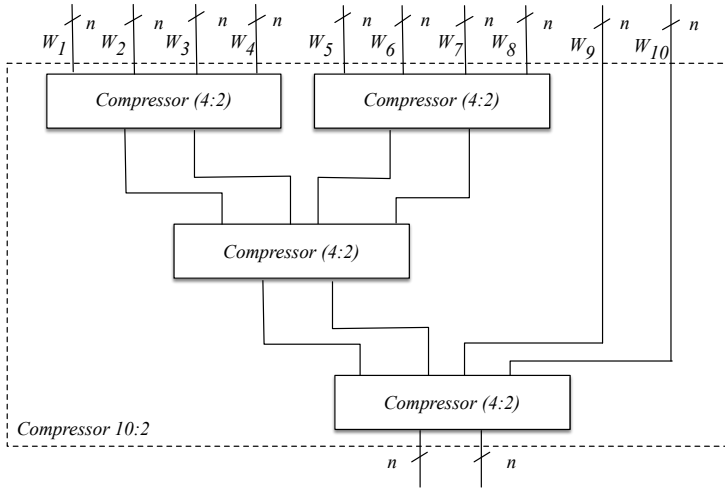 n n n n n n n n n n
W1 W2 W3 W4 W5 W6 W7 W8 W9 W10
Compressor (4:2) Compressor (4:2)
Compressor (4:2)
Compressor (4:2)
Compressor 10:2
n n